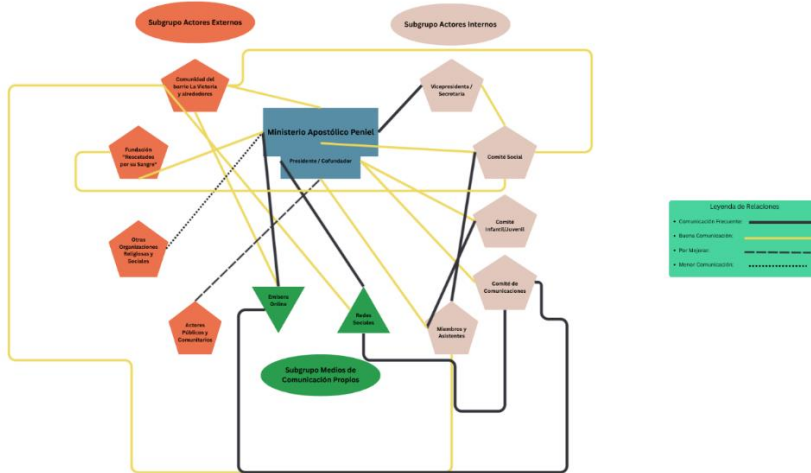 Subgrupo Actores Externos
Subgrupo Actores Internos
Comunidad del
barrio La Victoria
y alrededores
Vicepresidente /
Secretaria
Ministerio Apostólico Peniel
Presidente / Cofundador
Fundación
"Rescatados
por su Sangre"
Comité Social
Otras
Organizaciones
Religiosas y
Sociales
Comité
Infantil/Juvenil
Comité de
Comunicaciones
Emisora
Online
Redes
Sociales
Actores
Públicos y
Comunitarios
Miembros y
Asistentes
Subgrupo Medios de
Comunicación Propios
Leyenda de Relaciones
• Comunicación Frecuente:
• Buena Comunicación:
• Por Mejorar:
• Menor Comunicación: